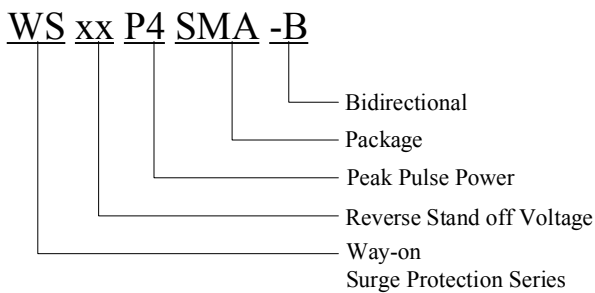 WS xx P4 SMA -B
Bidirectional
Package
Peak Pulse Power
Reverse Stand off Voltage
Way-on
Surge Protection Series